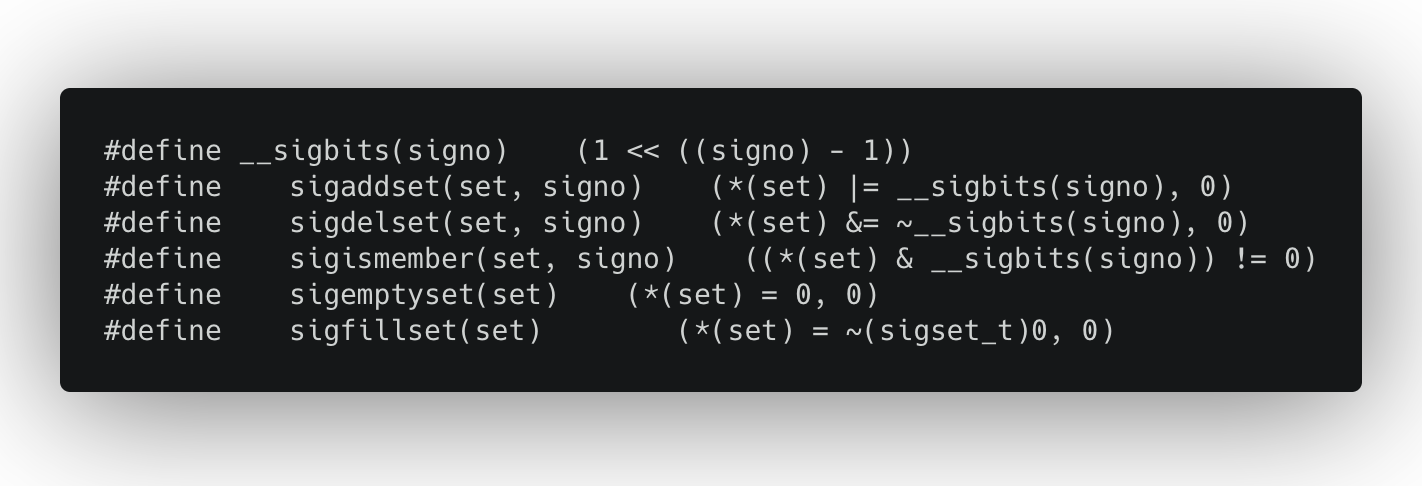 #define __sigbits(signo)    (1 << ((signo) - 1))
#define    sigaddset(set, signo)    (*(set) |= __sigbits(signo), 0)
#define    sigdelset(set, signo)    (*(set) &= ~__sigbits(signo), 0)
#define    sigismember(set, signo)    ((*(set) & __sigbits(signo)) != 0)
#define    sigemptyset(set)    (*(set) = 0, 0)
#define    sigfillset(set)        (*(set) = ~(sigset_t)0, 0)